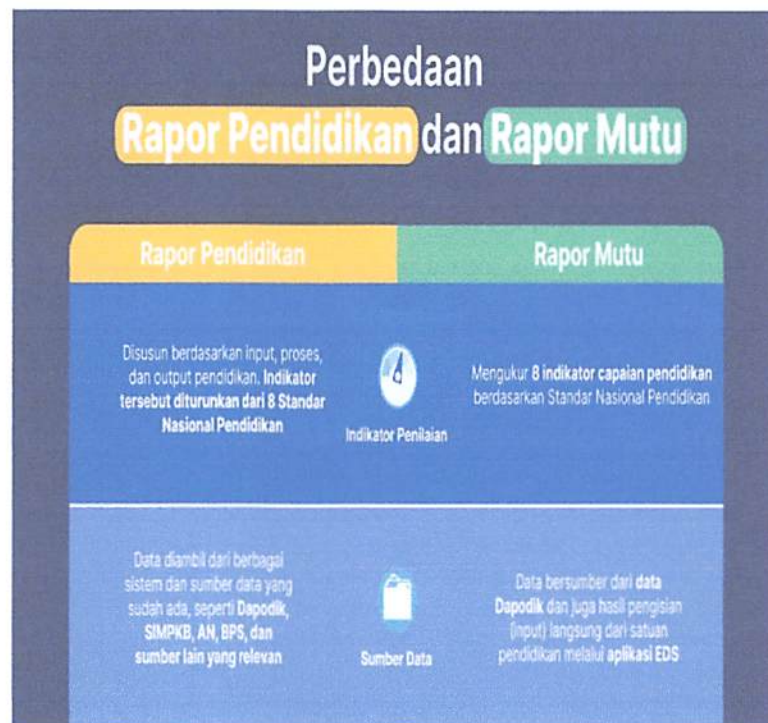 Perbedaan
Rapor Pendidikan dan Rapor Mutu
Rapor Pendidikan
Rapor Mutu
Disusun berdasarkan input, proses,
dan output pendidikan. Indikator
tersebut diturunkan dari 8 Standar
Nasional Pendidikan
Indikator Penilaian
Mengukur 8 indikator capaian pendidikan
berdasarkan Standar Nasional Pendidikan
Data diambil dari berbagai
sistem dan sumber data yang
sudah ada, seperti Dapodik,
SIMPKB, AN, BPS, dan
sumber lain yang relevan
Sumber Data
Data bersumber dari data
Dapodik dan juga hasil pengisian
(input) langsung dari satuan
pendidikan melalui aplikasi EDS